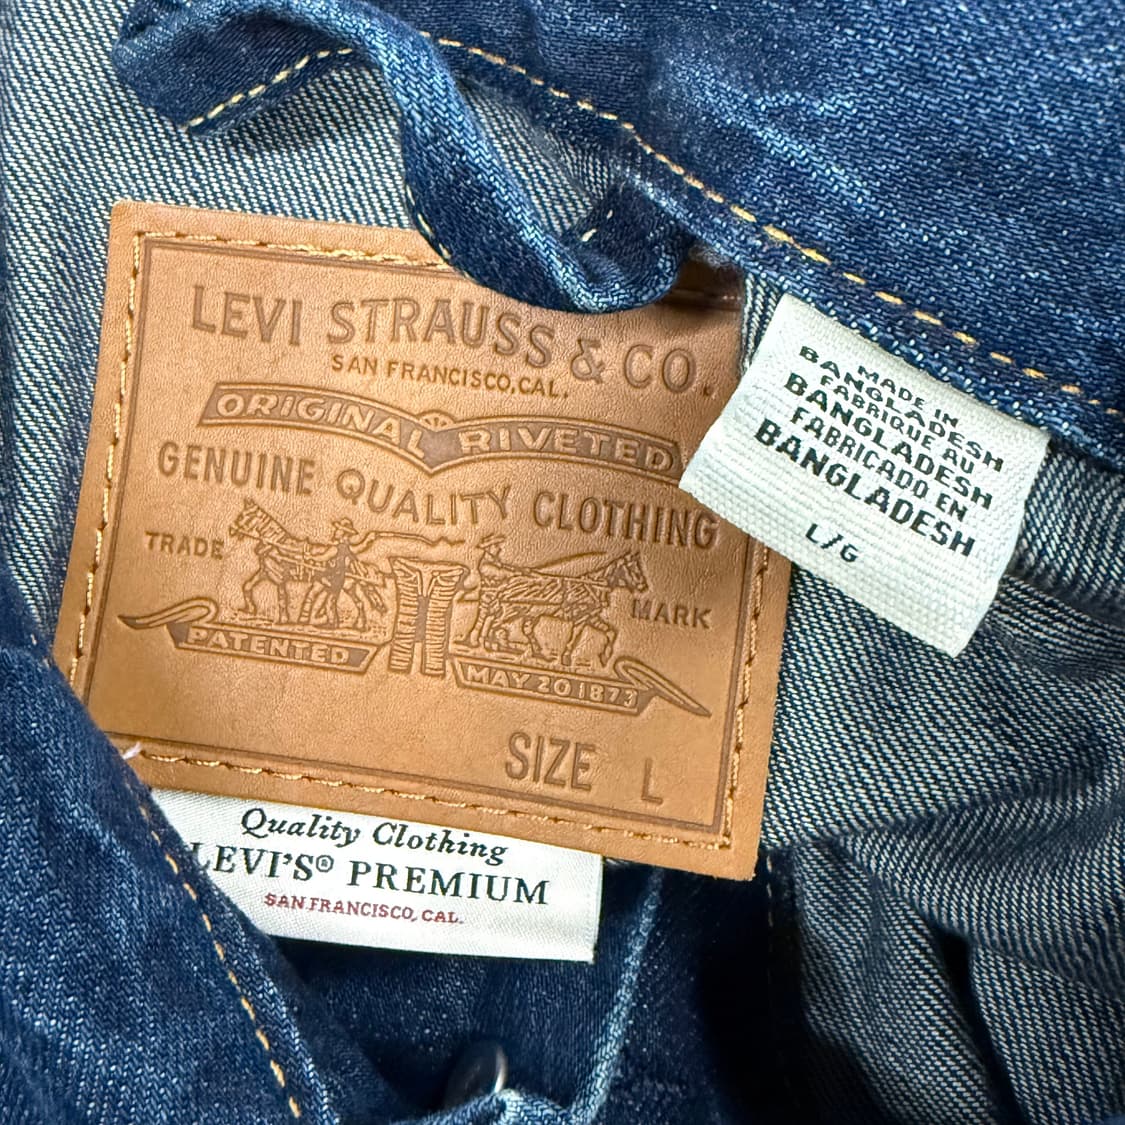 LEVI STRAUSS & CO.
SAN FRANCISCO, CAL.
ORIGINAL RIVETED
GENUINE QUALITY CLOTHING
TRADE MARK
PATENTED MAY 20 1873
SIZE L
Quality Clothing
LEVI'S® PREMIUM
SAN FRANCISCO, CAL.
MADE IN
BANGLADESH
FABRIQUE AU
BANGLADESH
FABRICADO EN
BANGLADESH
L/G